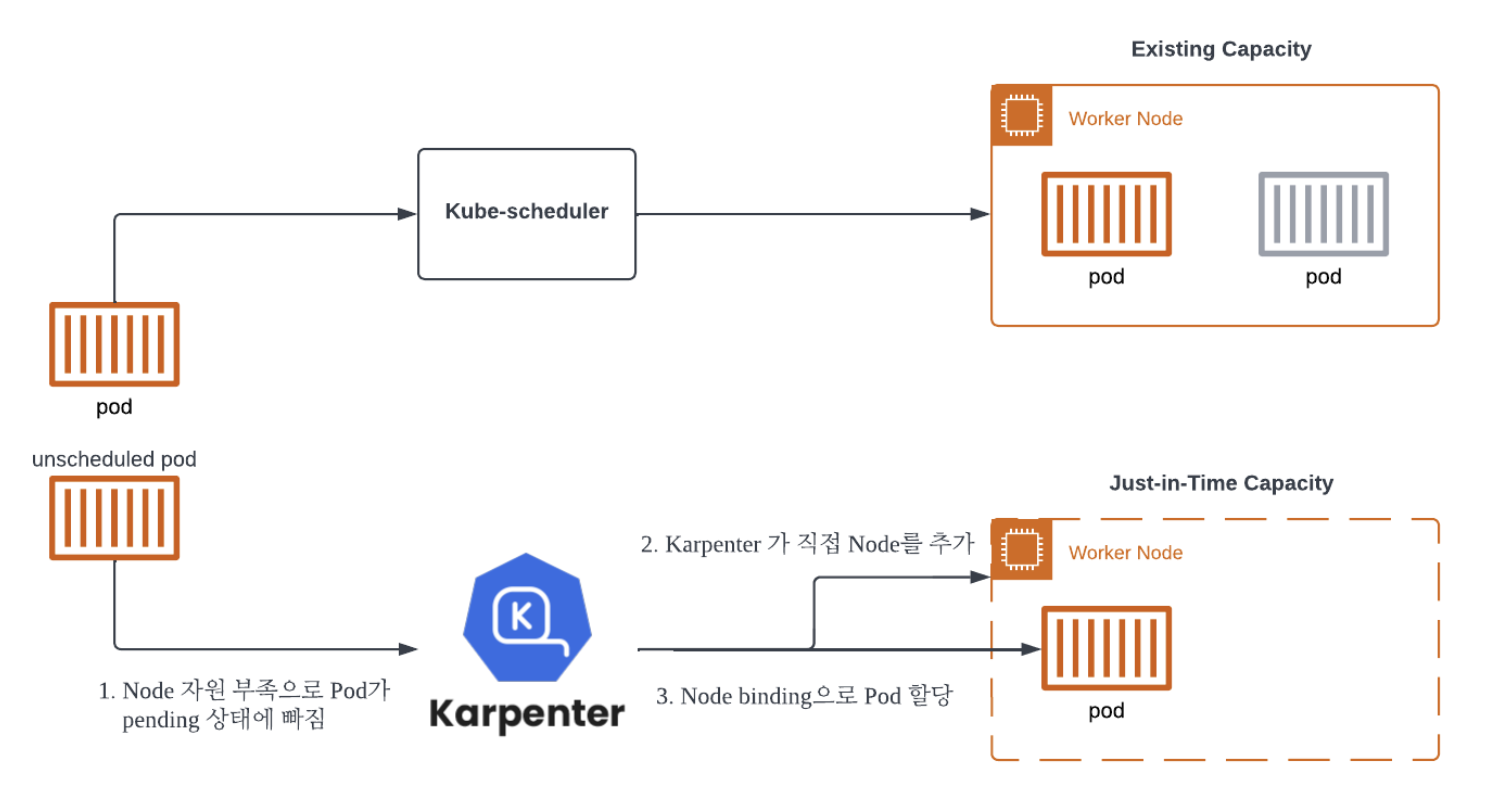 Existing Capacity
Worker Node
pod
pod
Kube-scheduler
pod
unscheduled pod
Just-in-Time Capacity
2. Karpenter 가 직접 Node를 추가
Worker Node
K
1. Node 자원 부족으로 Pod가
pending 상태에 빠짐
Karpenter
3. Node binding으로 Pod 할당
pod